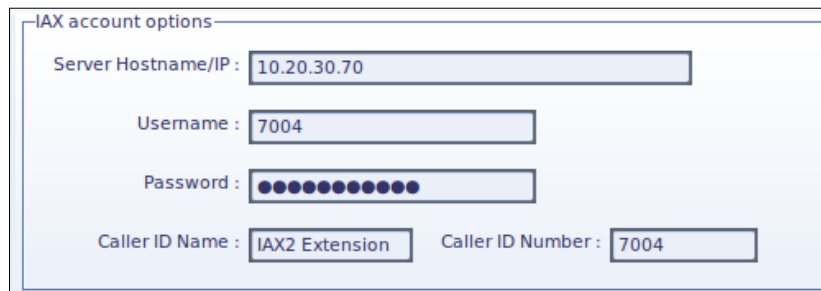 IAX account options
Server Hostname/IP : 10.20.30.70
Username : 7004
Password : ●●●●●●●●●●●
Caller ID Name : IAX2 Extension Caller ID Number : 7004